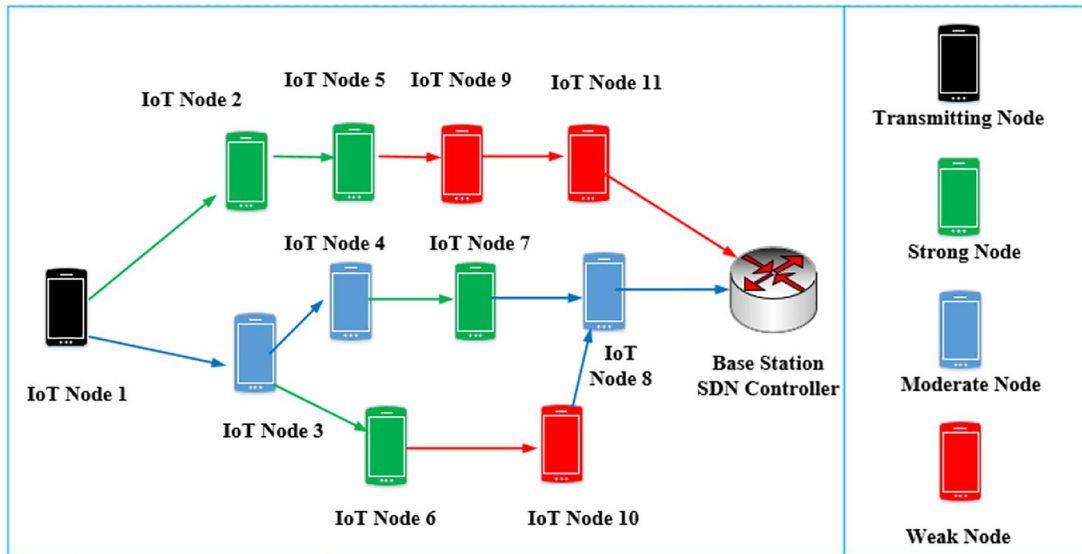 IoT Node 2
IoT Node 5
IoT Node 9
IoT Node 11
IoT Node 4
IoT Node 7
IoT
Node 8
IoT Node 1
IoT Node 3
IoT Node 6
IoT Node 10
Base Station
SDN Controller
Transmitting Node
Strong Node
Moderate Node
Weak Node